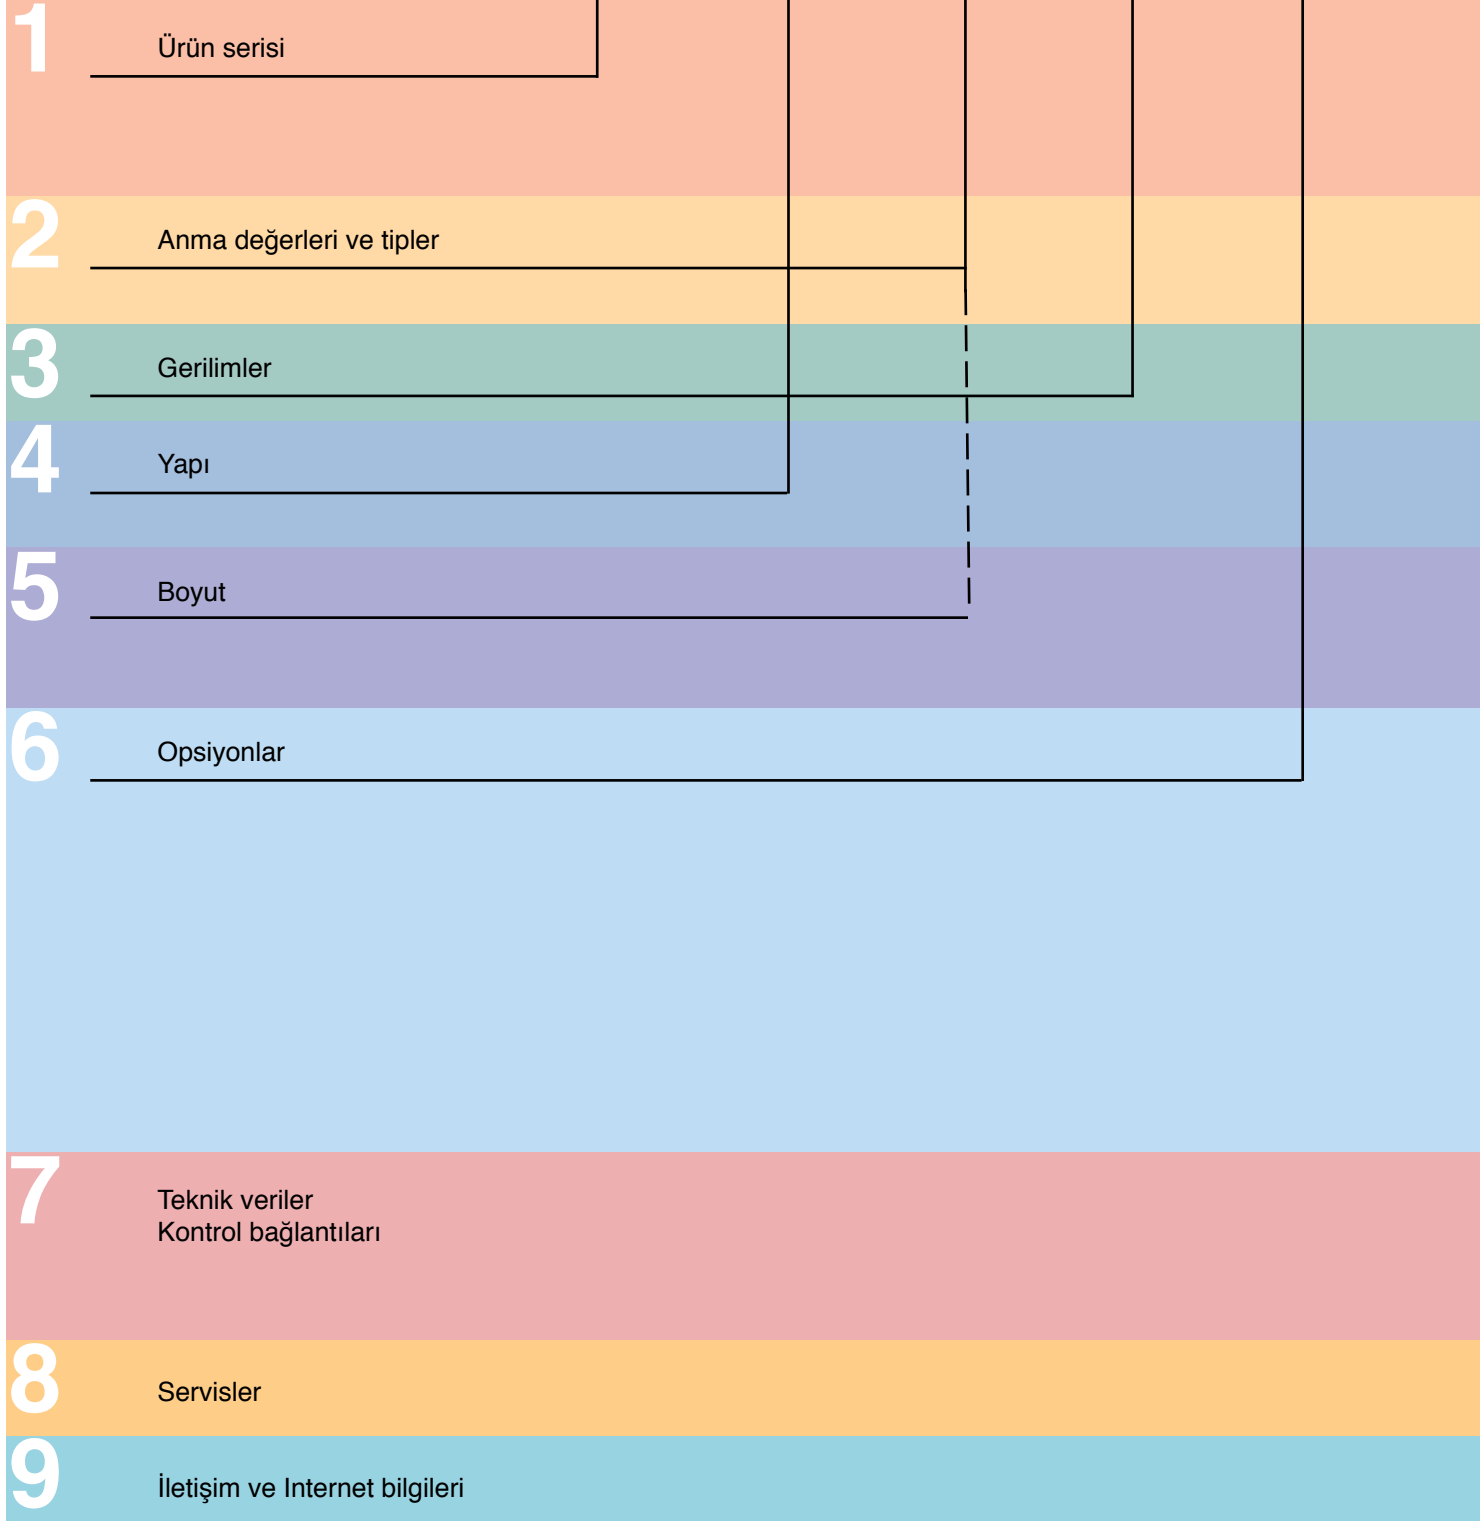 1
Ürün serisi
2
Anma değerleri ve tipler
3
Gerilimler
4
Yapı
5
Boyut
6
Opsiyonlar
7
Teknik veriler
Kontrol bağlantıları
8
Servisler
9
İletişim ve Internet bilgileri